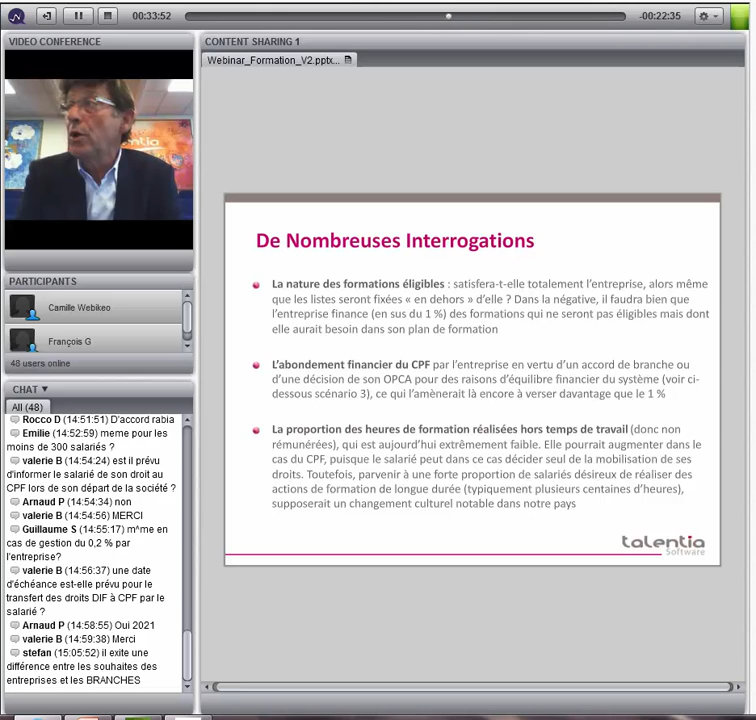 00:33:52
-00:22:35
VIDEO CONFERENCE
CONTENT SHARING 1
Webinar_Formation_V2.pptx...
PARTICIPANTS
Camille Webikeo
François G
48 users online
CHAT
All (48)
Rocco D (14:51:51) D'accord rabia
Emilie (14:52:59) meme pour les
moins de 300 salariés ?
valerie B (14:54:24) est il prévu
d'informer le salarié de son droit au
CPF lors de son départ de la société ?
Arnaud P (14:54:34) non
valerie B (14:54:56) MERCI
Guillaume S (14:55:17) m^me en
cas de gestion du 0,2 % par
l'entreprise?
valerie B (14:56:37) une date
d'échéance est-elle prévu pour le
transfert des droits DIF à CPF par le
salarié ?
Arnaud P (14:58:55) Oui 2021
valerie B (14:59:38) Merci
stefan (15:05:52) il exite une
différence entre les souhaites des
entreprises et les BRANCHES
De Nombreuses Interrogations
La nature des formations éligibles : satisfera-t-elle totalement l'entreprise, alors même
que les listes seront fixées « en dehors » d'elle ? Dans la négative, il faudra bien que
l'entreprise finance (en sus du 1 %) des formations qui ne seront pas éligibles mais dont
elle aurait besoin dans son plan de formation
L'abondement financier du CPF par l'entreprise en vertu d'un accord de branche ou
d'une décision de son OPCA pour des raisons d'équilibre financier du système (voir ci-
dessous scénario 3), ce qui l'amènerait là encore à verser davantage que le 1 %
La proportion des heures de formation réalisées hors temps de travail (donc non
rémunérées), qui est aujourd'hui extrêmement faible. Elle pourrait augmenter dans le
cas du CPF, puisque le salarié peut dans ce cas décider seul de la mobilisation de ses
droits. Toutefois, parvenir à une forte proportion de salariés désireux de réaliser des
actions de formation de longue durée (typiquement plusieurs centaines d'heures),
supposerait un changement culturel notable dans notre pays
talentia
Software